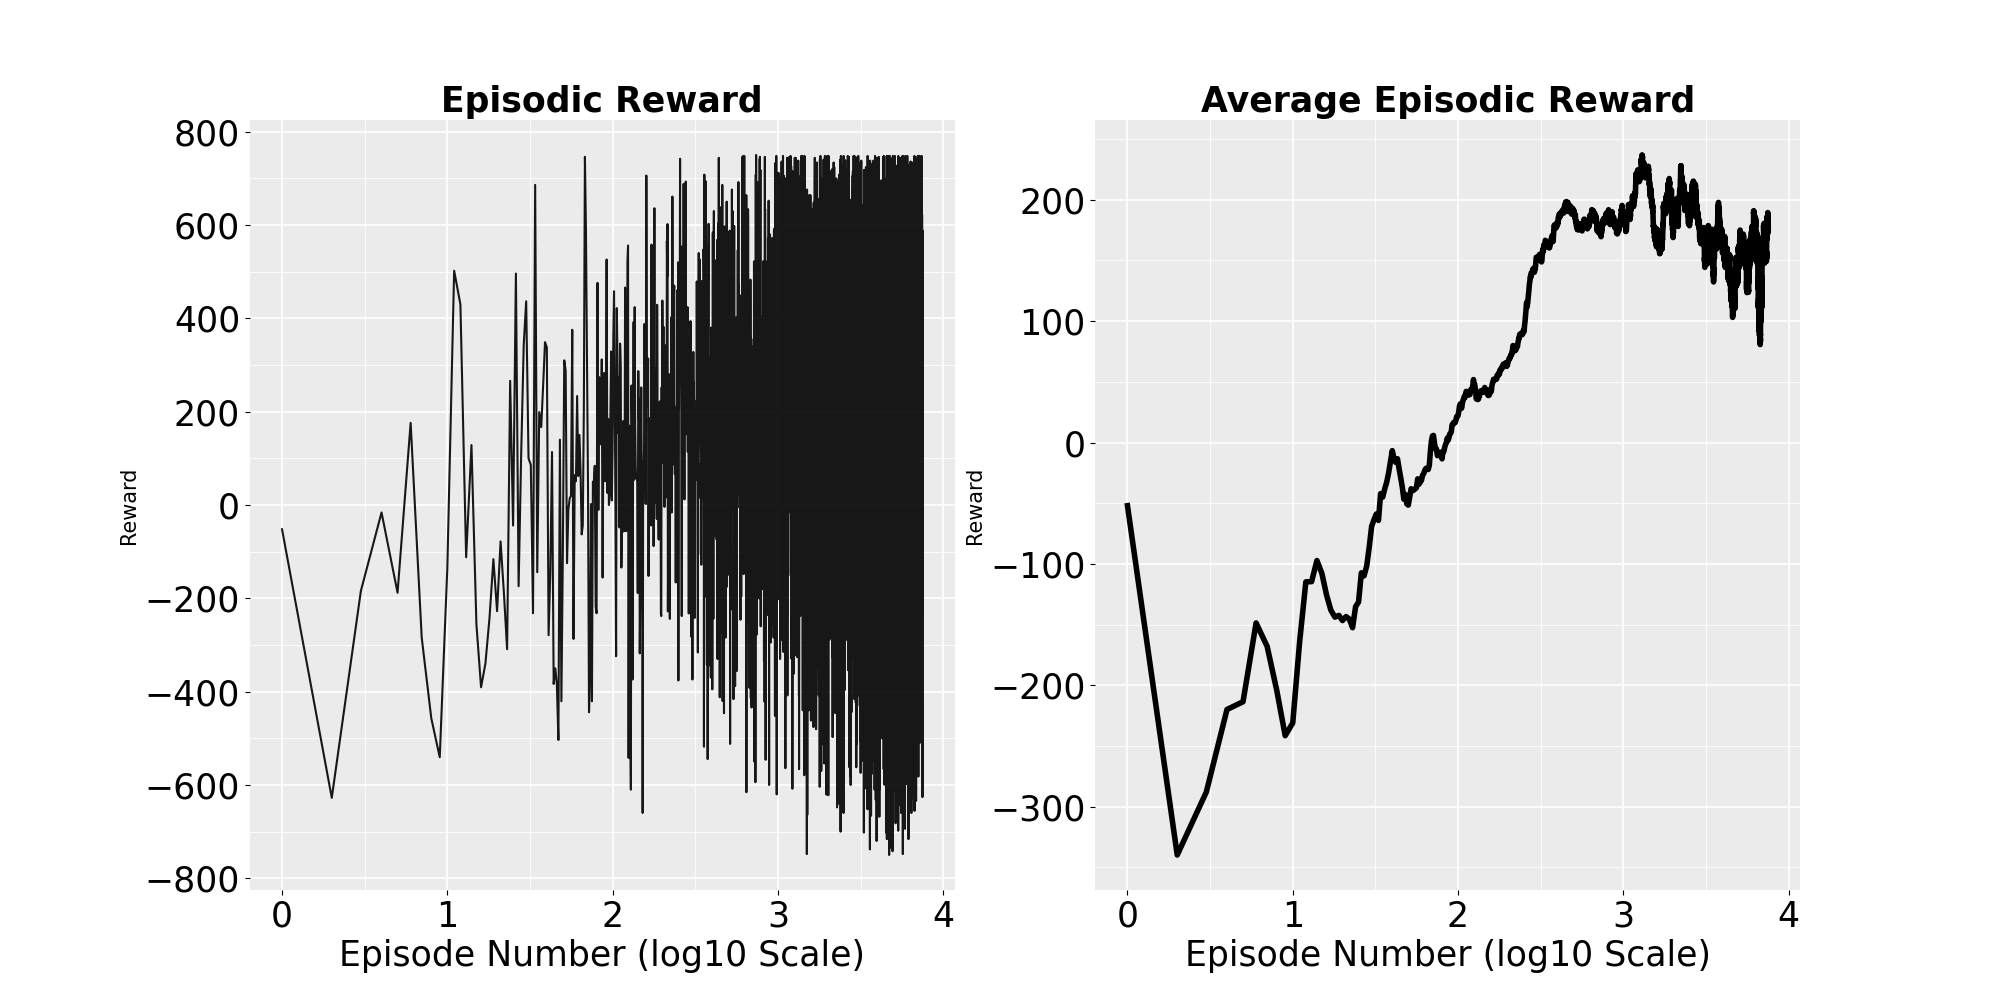 Episodic Reward
800
600
400
200
0
−200
−400
−600
−800
Reward
0 1 2 3 4
Episode Number (log10 Scale)
Average Episodic Reward
200
100
0
−100
−200
−300
Reward
0 1 2 3 4
Episode Number (log10 Scale)